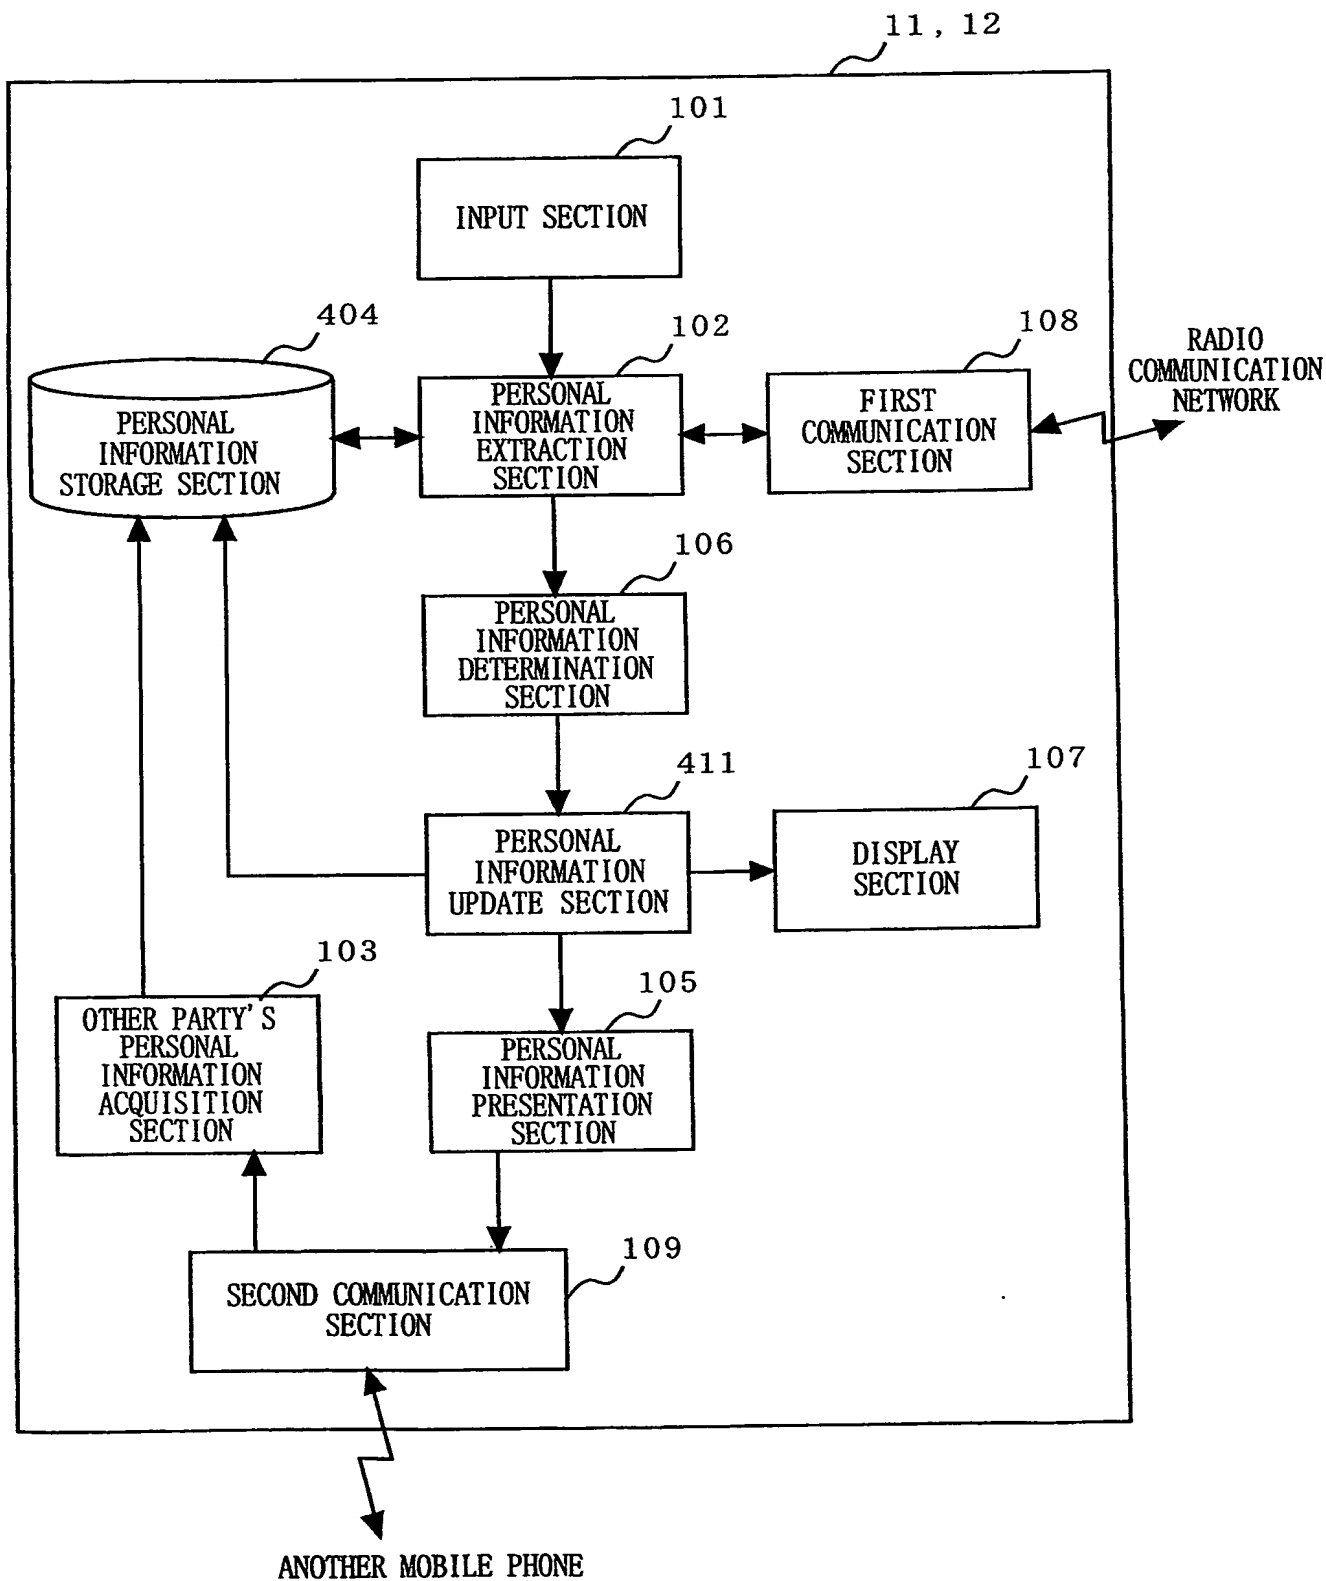 11, 12
101
INPUT SECTION
404
PERSONAL
INFORMATION
STORAGE SECTION
102
PERSONAL
INFORMATION
EXTRACTION
SECTION
108
FIRST
COMMUNICATION
SECTION
RADIO
COMMUNICATION
NETWORK
106
PERSONAL
INFORMATION
DETERMINATION
SECTION
411
PERSONAL
INFORMATION
UPDATE SECTION
107
DISPLAY
SECTION
103
OTHER PARTY'S
PERSONAL
INFORMATION
ACQUISITION
SECTION
105
PERSONAL
INFORMATION
PRESENTATION
SECTION
109
SECOND COMMUNICATION
SECTION
ANOTHER MOBILE PHONE